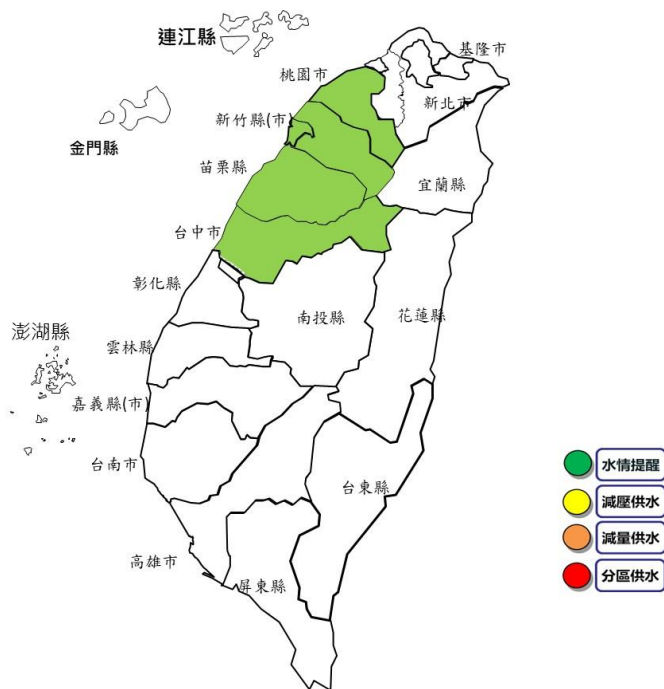 連江縣
基隆市
桃園市
新北市
新竹縣(市)
金門縣
苗栗縣
宜蘭縣
台中市
彰化縣
南投縣
花蓮縣
澎湖縣
雲林縣
嘉義縣(市)
台南市
台東縣
高雄市
屏東縣
水情提醒
減壓供水
減量供水
分區供水